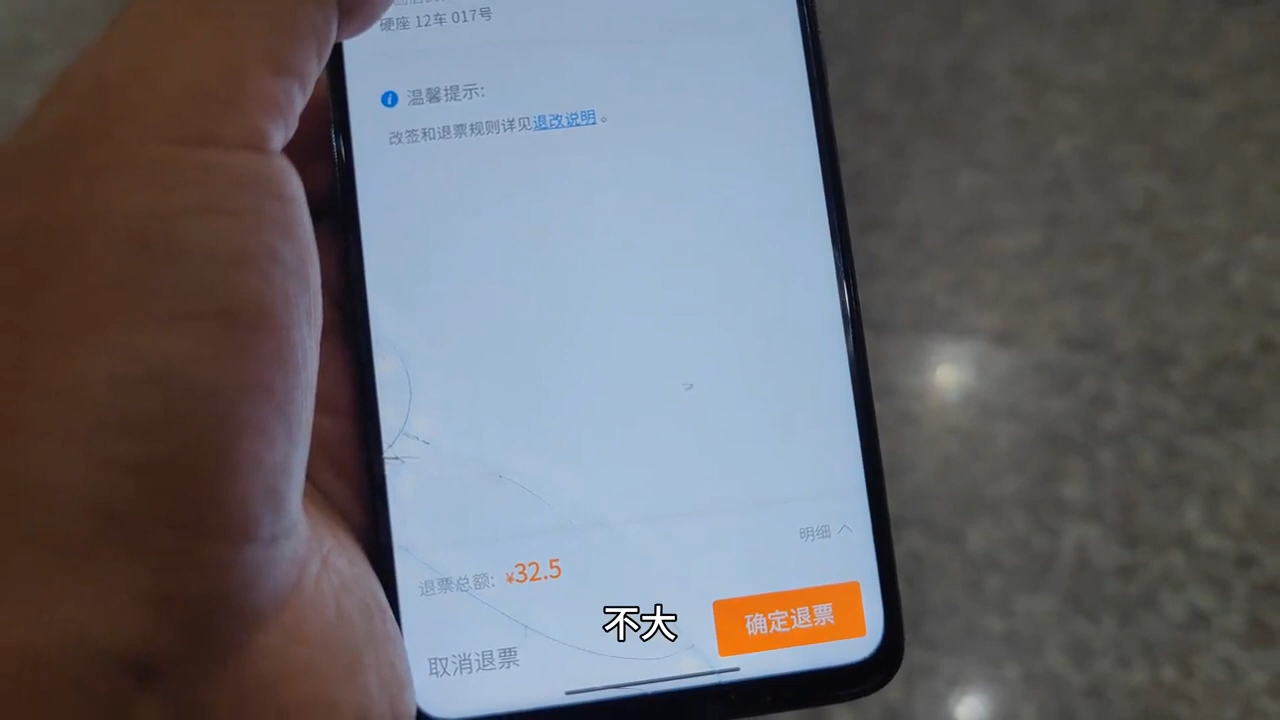 硬座 12车 017号
温馨提示:
改签和退票规则详见退改说明。
明细
退票总额: ¥32.5
确定退票
不大
取消退票